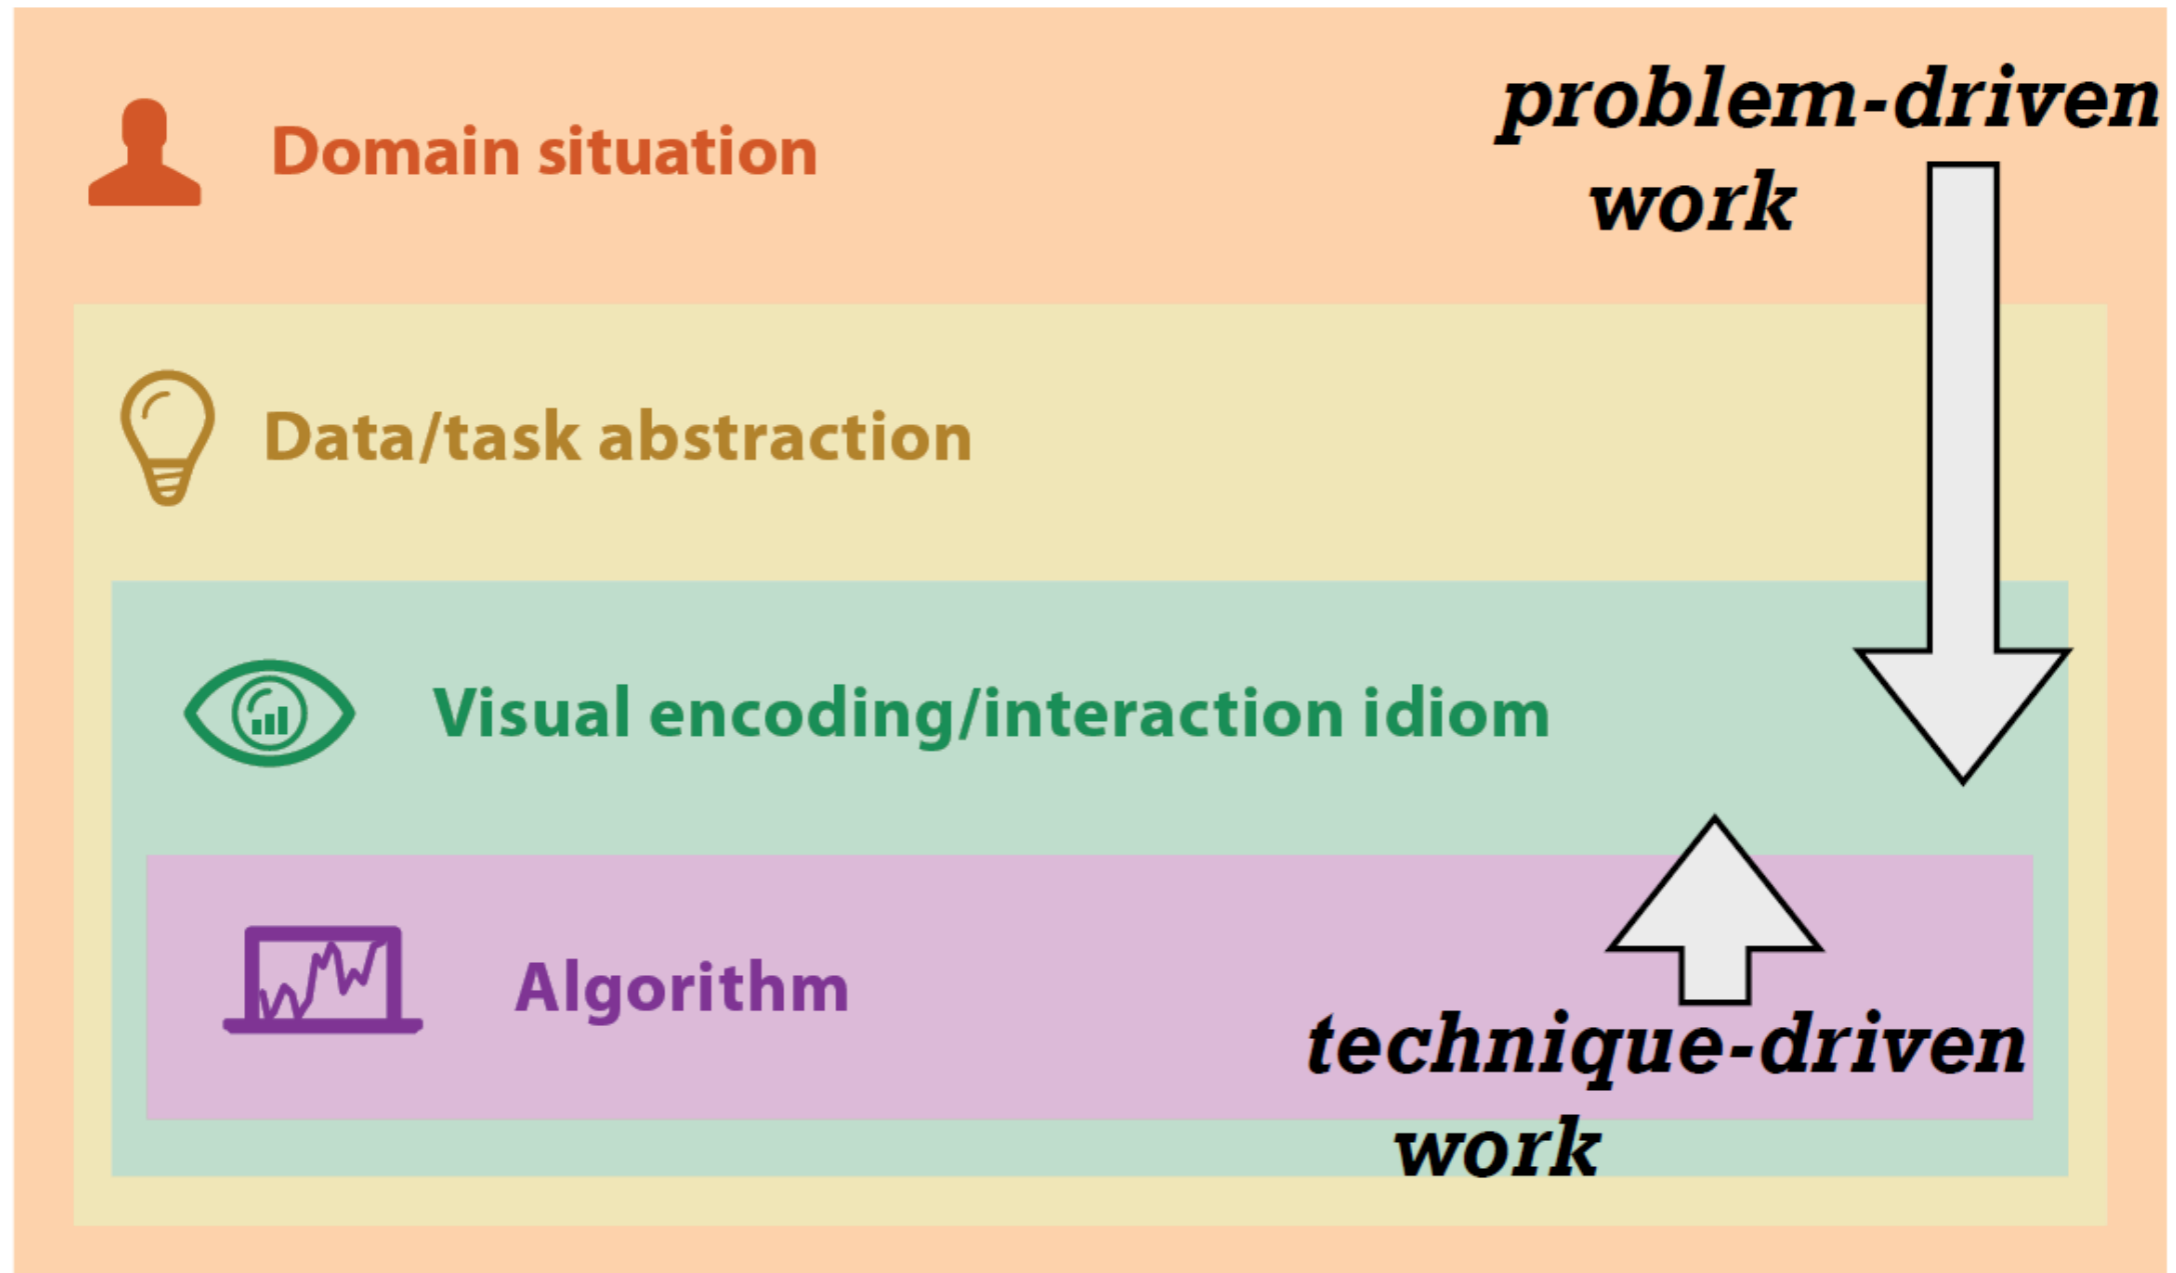 problem-driven
work
Domain situation
Data/task abstraction
Visual encoding/interaction idiom
Algorithm
technique-driven
work